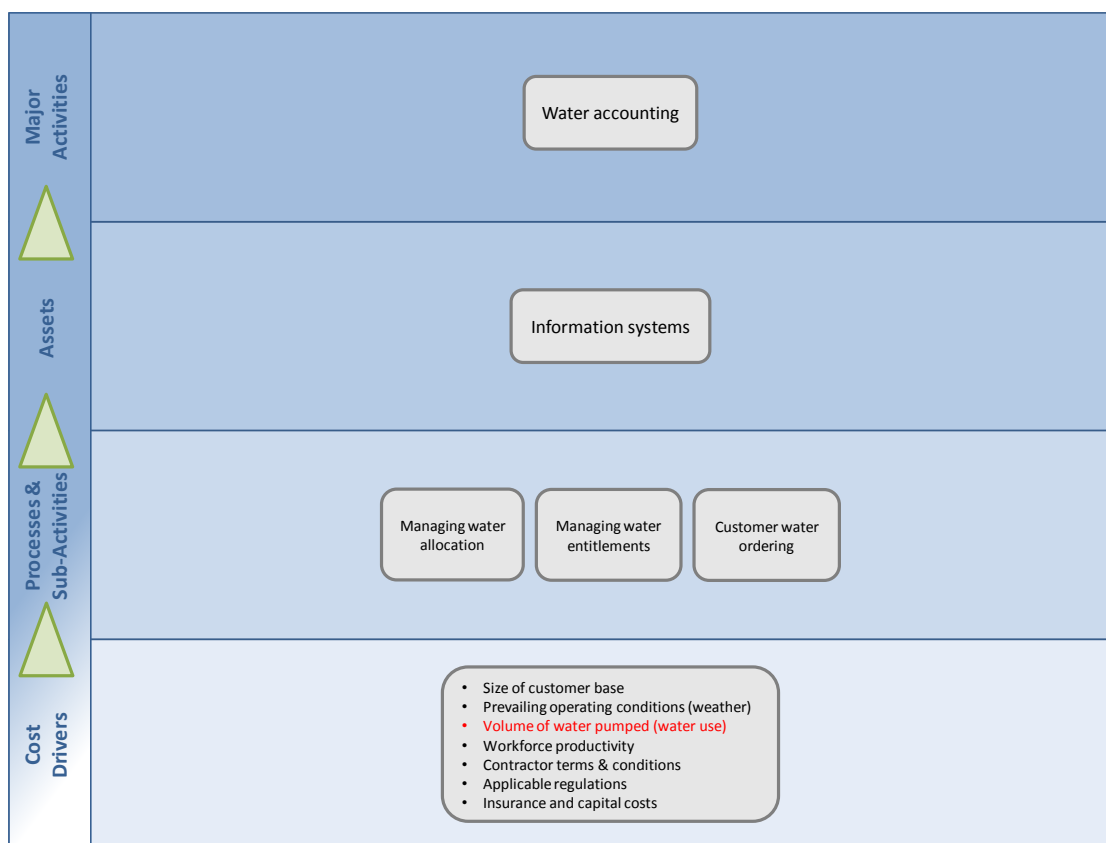 Major
Activities
Water accounting
Assets
Information systems
Processes &
Sub-Activities
Managing water
allocation
Managing water
entitlements
Customer water
ordering
Cost
Drivers
• Size of customer base
• Prevailing operating conditions (weather)
• Volume of water pumped (water use)
• Workforce productivity
• Contractor terms & conditions
• Applicable regulations
• Insurance and capital costs